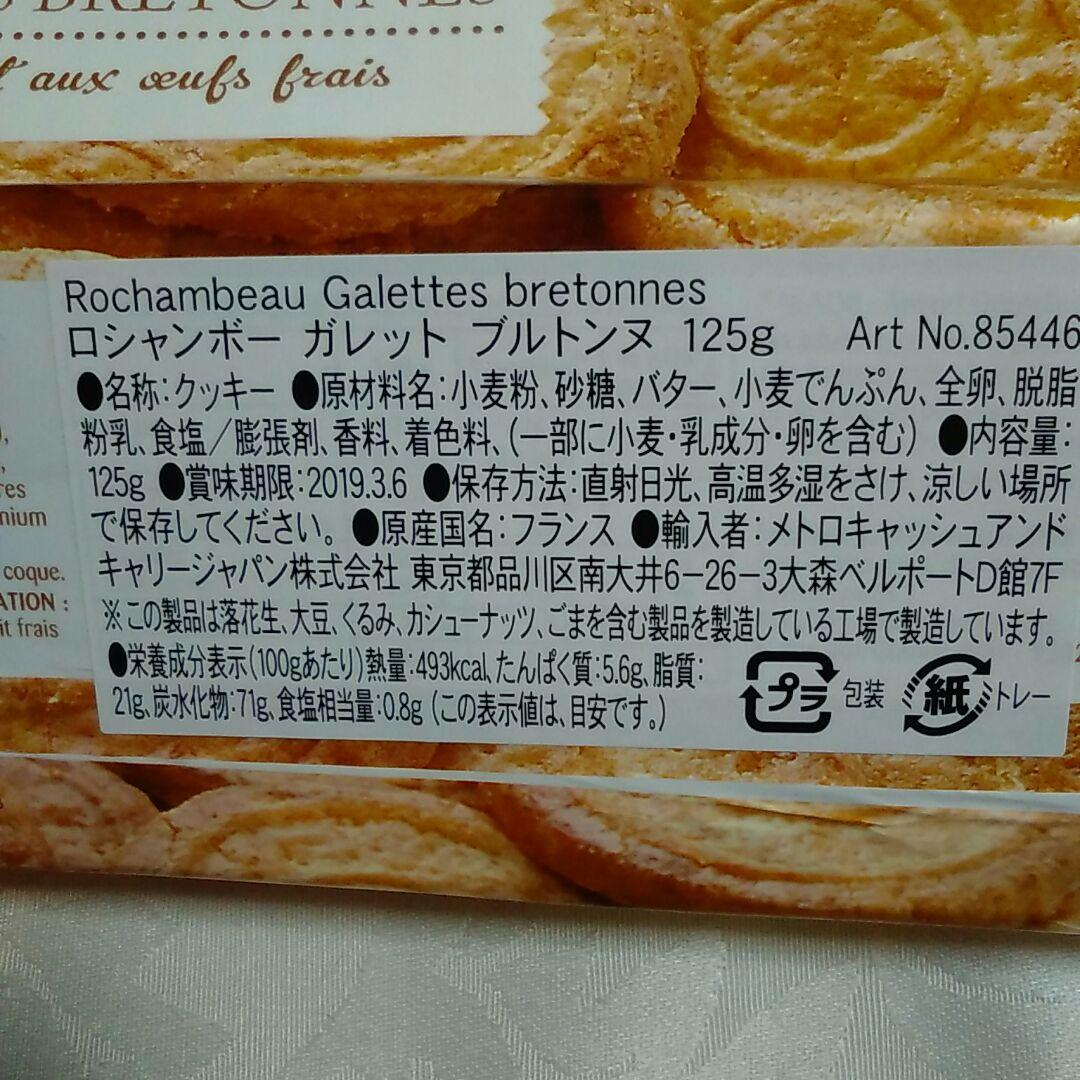 BRETONNES
aux œufs frais
Rochambeau Galettes bretonnes
ロシャンボー ガレット ブルトンヌ 125g Art No.85446
●名称:クッキー ●原材料名:小麦粉、砂糖、バター、小麦でんぷん、全卵、脱脂
粉乳、食塩／膨張剤、香料、着色料、(一部に小麦・乳成分・卵を含む) ●内容量:
125g ●賞味期限:2019.3.6 ●保存方法:直射日光、高温多湿をさけ、涼しい場所
で保存してください。 ●原産国名:フランス ●輸入者:メトロキャッシュアンド
キャリージャパン株式会社 東京都品川区南大井6-26-3大森ベルポートD館7F
※この製品は落花生、大豆、くるみ、カシューナッツ、ごまを含む製品を製造している工場で製造しています。
●栄養成分表示(100gあたり)熱量:493kcal、たんぱく質:5.6g、脂質:
21g、炭水化物:71g、食塩相当量:0.8g (この表示値は、目安です。)
プラ 包装 紙 トレー
coque.
ATION :
it frais